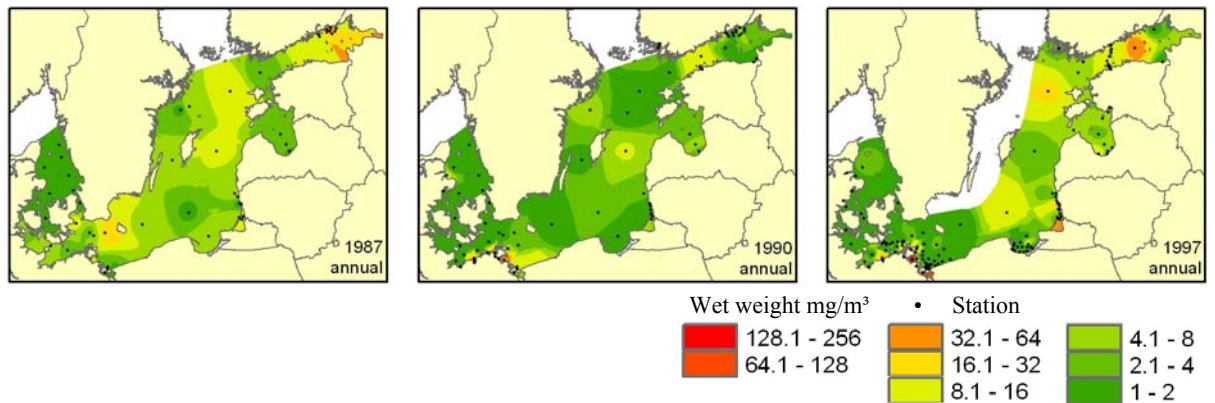 1987
annual
1990
annual
1997
annual
Wet weight mg/m³ • Station
128.1 - 256
64.1 - 128
32.1 - 64
16.1 - 32
8.1 - 16
4.1 - 8
2.1 - 4
1 - 2